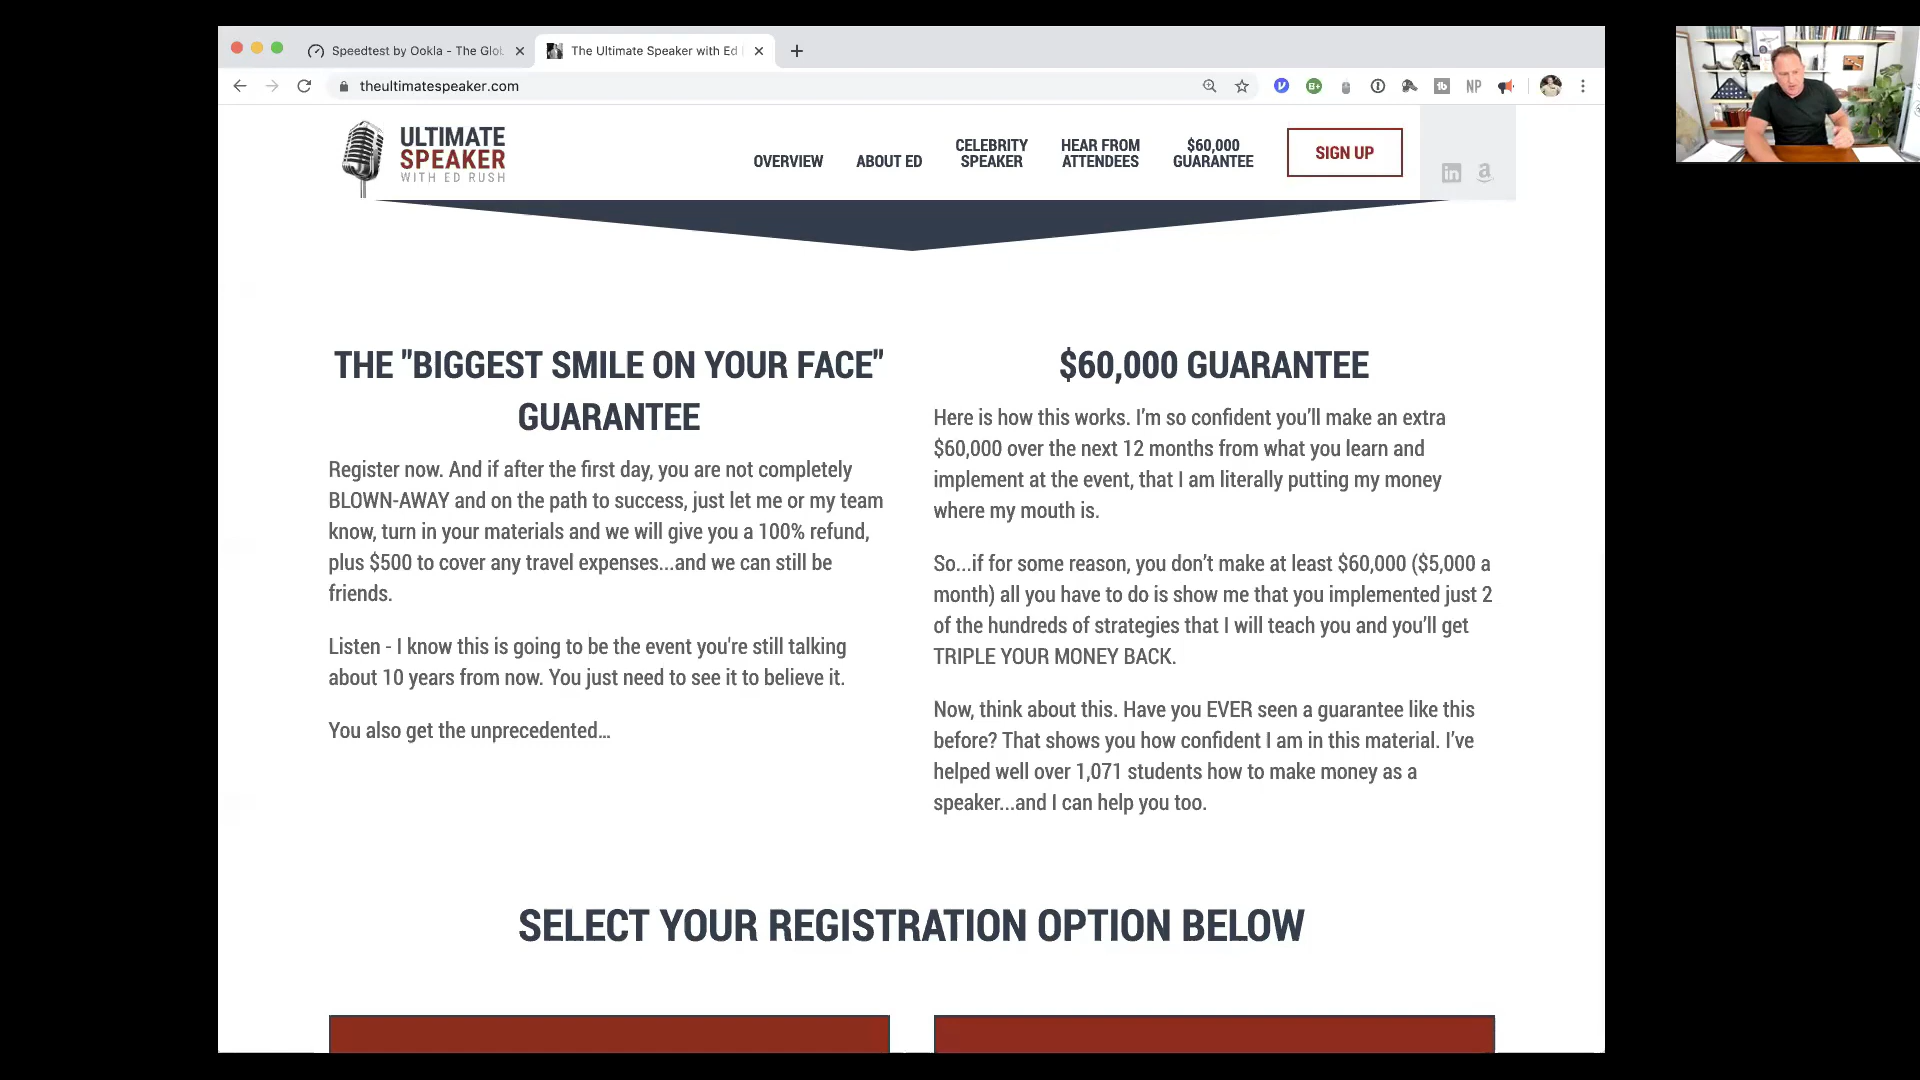 Speedtest by Ookla - The Glo
The Ultimate Speaker with Ed
theultimatespeaker.com
NP
ULTIMATE
SPEAKER
WITH ED RUSH
OVERVIEW
ABOUT ED
CELEBRITY
SPEAKER
HEAR FROM
ATTENDEES
$60,000
GUARANTEE
SIGN UP
THE "BIGGEST SMILE ON YOUR FACE"
GUARANTEE
Register now. And if after the first day, you are not completely
BLOWN-AWAY and on the path to success, just let me or my team
know, turn in your materials and we will give you a 100% refund,
plus $500 to cover any travel expenses...and we can still be
friends.
Listen - I know this is going to be the event you're still talking
about 10 years from now. You just need to see it to believe it.
You also get the unprecedented...
$60,000 GUARANTEE
Here is how this works. I’m so confident you’ll make an extra
$60,000 over the next 12 months from what you learn and
implement at the event, that I am literally putting my money
where my mouth is.
So...if for some reason, you don’t make at least $60,000 ($5,000 a
month) all you have to do is show me that you implemented just 2
of the hundreds of strategies that I will teach you and you’ll get
TRIPLE YOUR MONEY BACK.
Now, think about this. Have you EVER seen a guarantee like this
before? That shows you how confident I am in this material. I’ve
helped well over 1,071 students how to make money as a
speaker...and I can help you too.
SELECT YOUR REGISTRATION OPTION BELOW